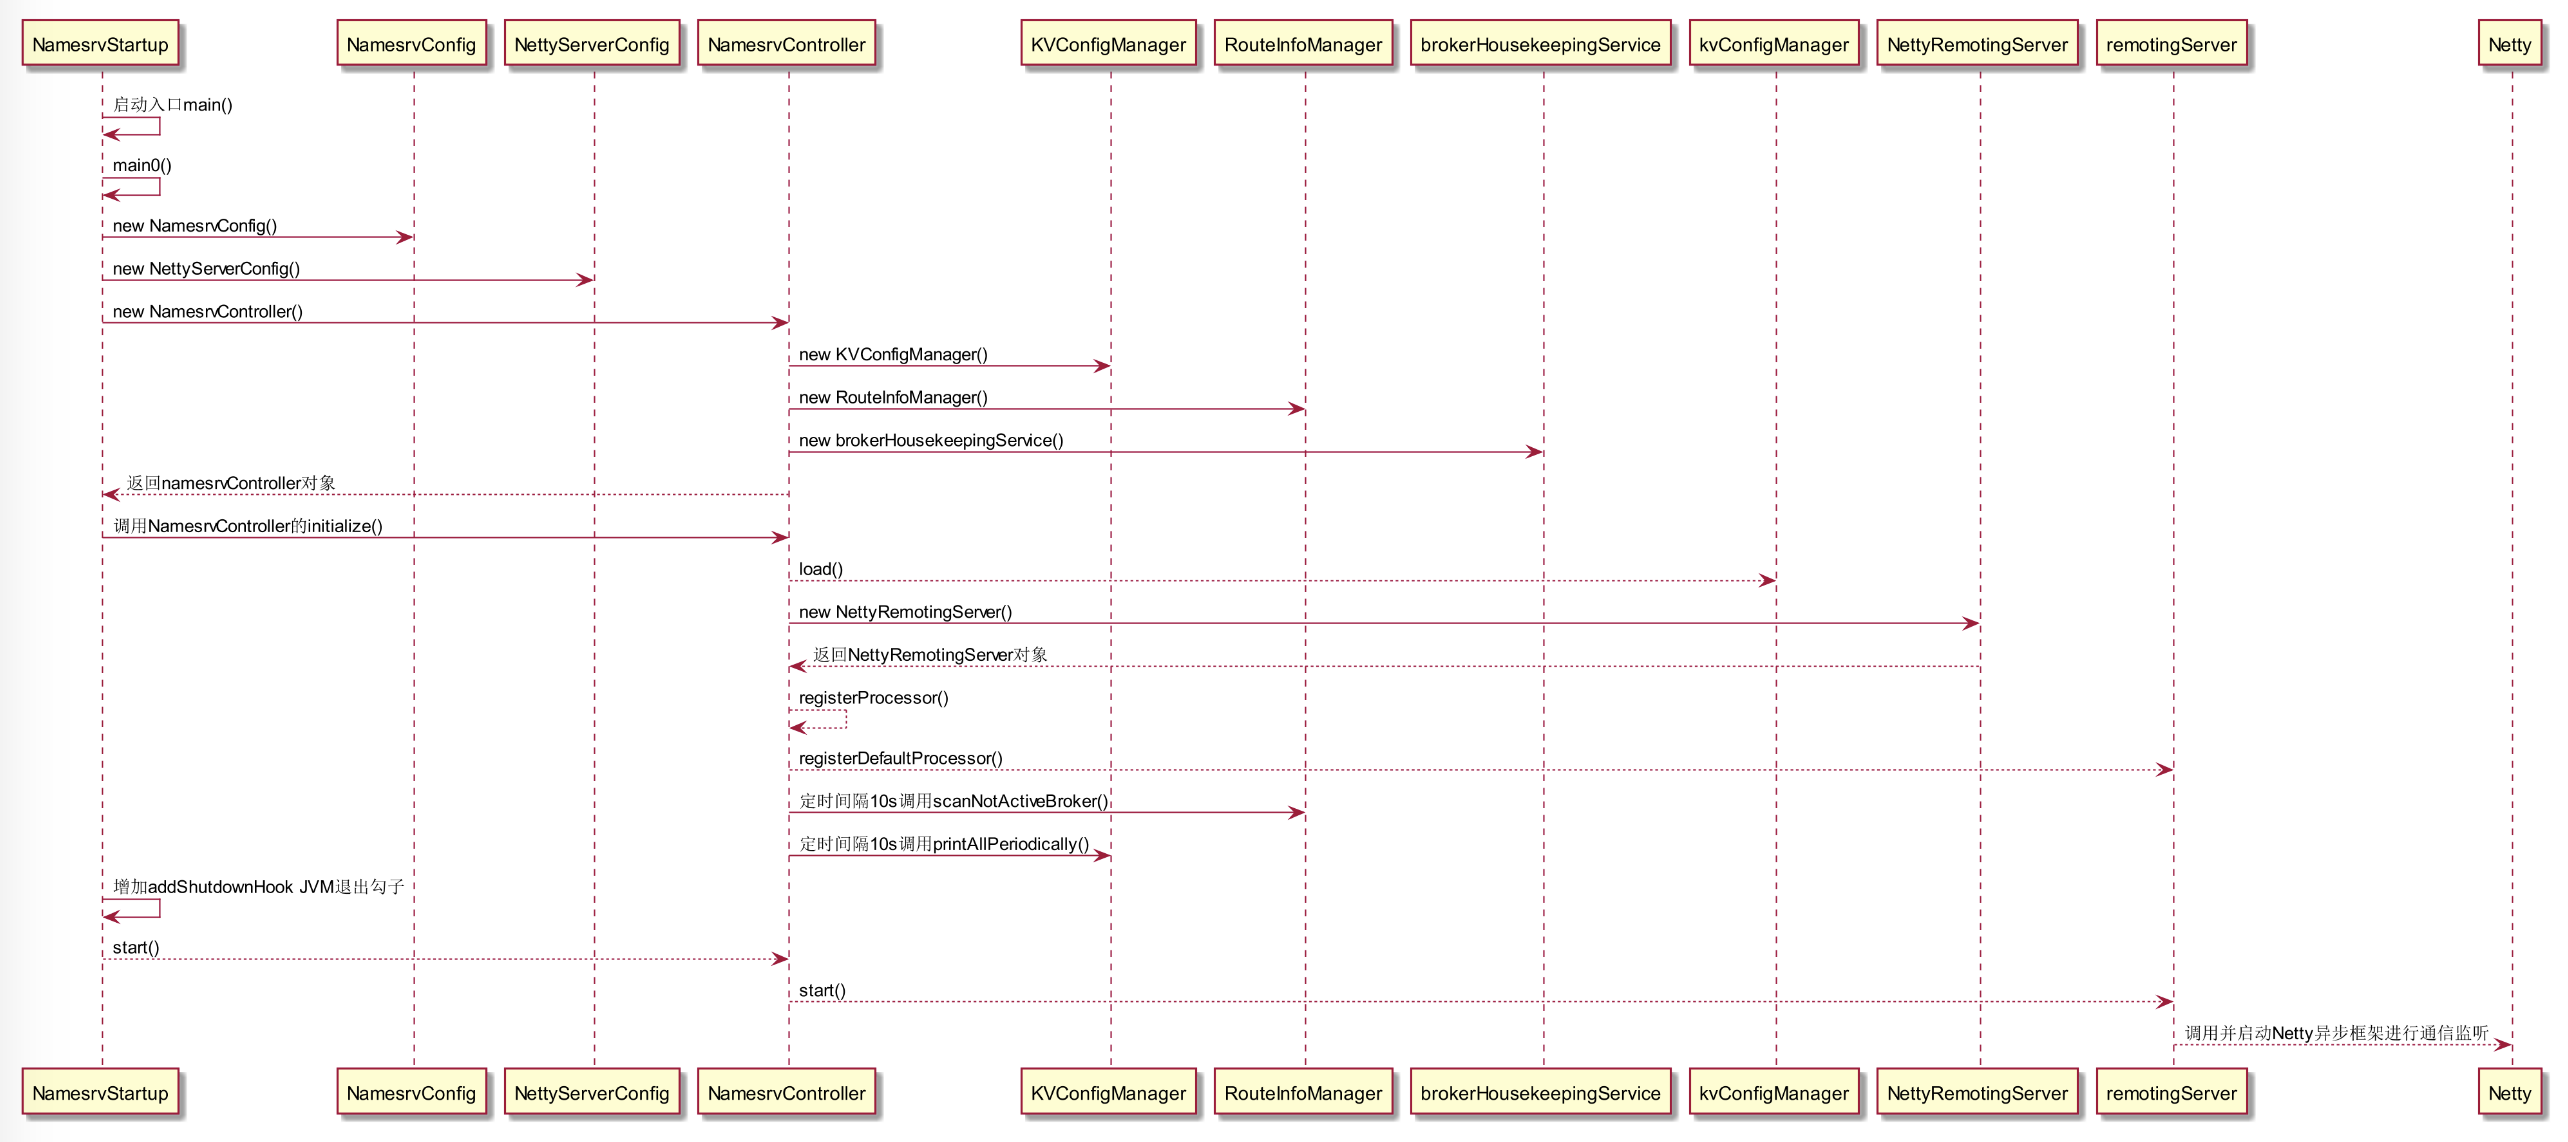 NamesrvStartup
NamesrvConfig
NettyServerConfig
NamesrvController
KVConfigManager
RouteInfoManager
brokerHousekeepingService
kvConfigManager
NettyRemotingServer
remotingServer
Netty
启动入口main()
main0()
new NamesrvConfig()
new NettyServerConfig()
new NamesrvController()
new KVConfigManager()
new RouteInfoManager()
new brokerHousekeepingService()
返回namesrvController对象
调用NamesrvController的initialize()
load()
new NettyRemotingServer()
返回NettyRemotingServer对象
registerProcessor()
registerDefaultProcessor()
定时间隔10s调用scanNotActiveBroker()
定时间隔10s调用printAllPeriodically()
增加addShutdownHook JVM退出勾子
start()
start()
调用并启动Netty异步框架进行通信监听
NamesrvStartup
NamesrvConfig
NettyServerConfig
NamesrvController
KVConfigManager
RouteInfoManager
brokerHousekeepingService
kvConfigManager
NettyRemotingServer
remotingServer
Netty